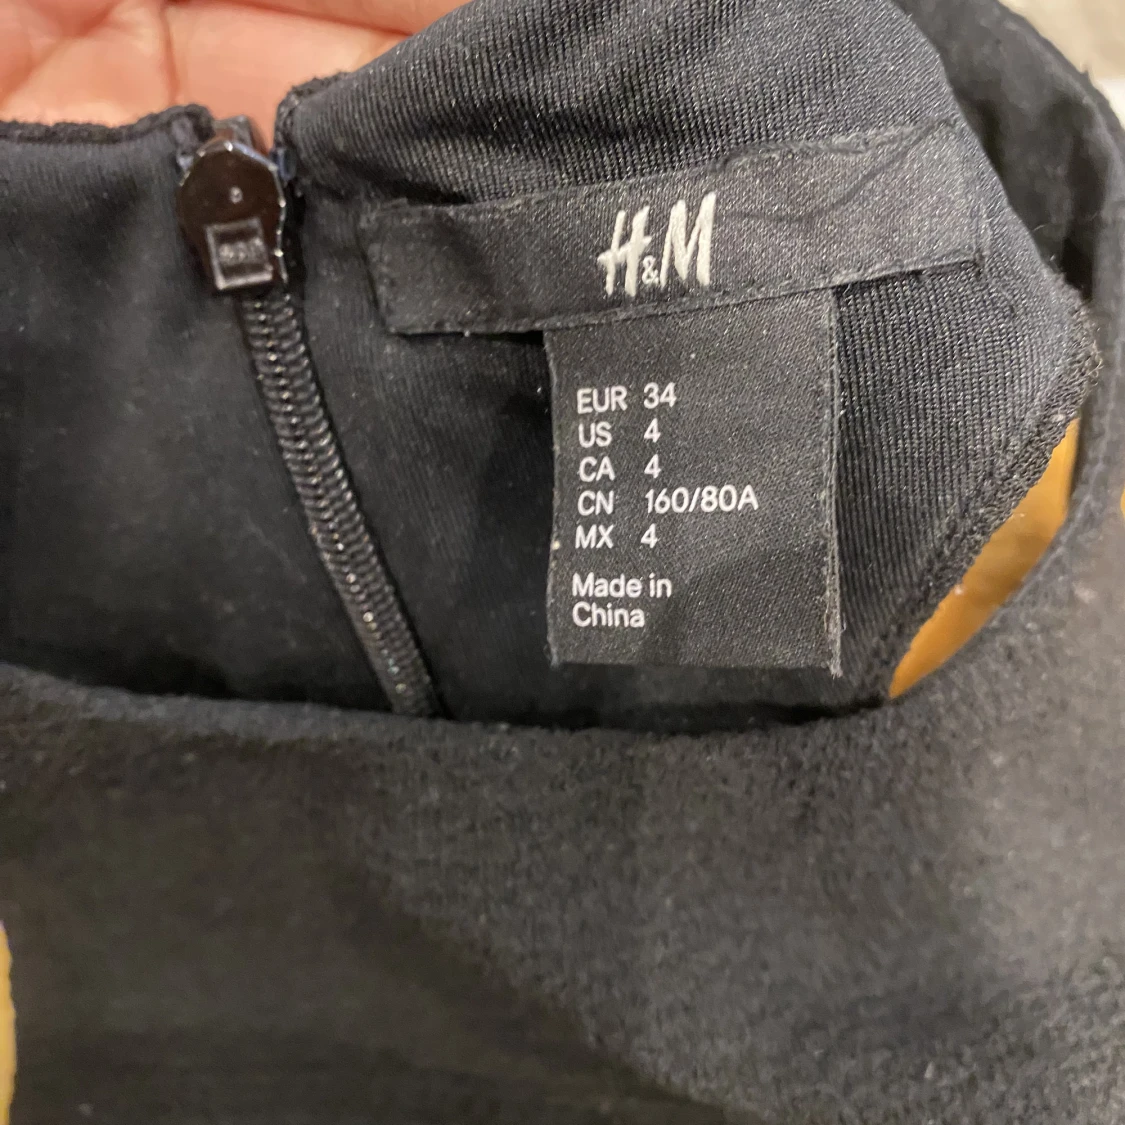 H&M
EUR 34
US 4
CA 4
CN 160/80A
MX 4
Made in
China